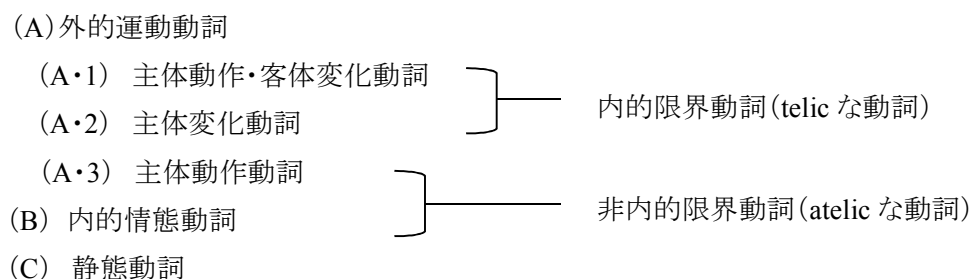 (A)外的運動動詞
(A・1) 主体動作・客体変化動詞
内的限界動詞(telic な動詞)
(A・2) 主体変化動詞
(A・3) 主体動作動詞
非内的限界動詞(atelic な動詞)
(B) 内的情態動詞
(C) 静態動詞